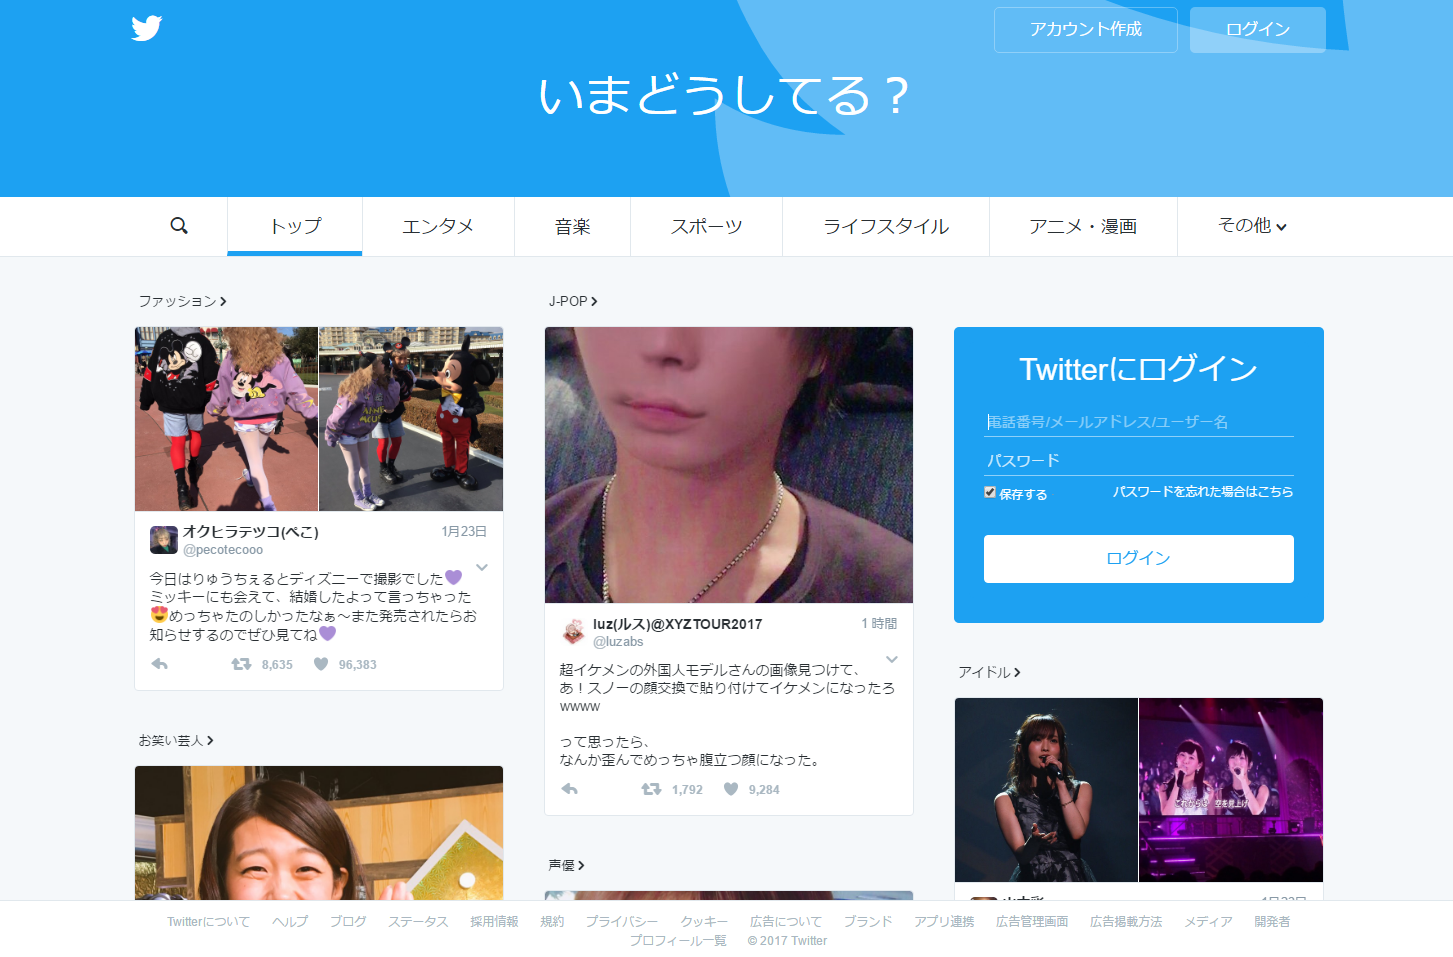 アカウント作成
ログイン
いまどうしてる？
トップ
エンタメ
音楽
スポーツ
ライフスタイル
アニメ・漫画
その他
ファッション
オクヒラテツコ(ぺこ)
1月23日
@pecotecooo
今日はりゅうちぇるとディズニーで撮影でした💜
ミッキーにも会えて、結婚したよって言っちゃった
😍めっちゃたのしかったなぁ〜また発売されたらお
知らせするのでぜひ見てね💜
8,635
96,383
お笑い芸人
J-POP
luz(ルス)@XYZTOUR2017
1 時間
@luzabs
超イケメンの外国人モデルさんの画像見つけて、
あ！スノーの顔交換で貼り付けてイケメンになったろ
wwww
って思ったら、
なんか歪んでめっちゃ腹立つ顔になった。
1,792
9,284
声優
Twitterにログイン
電話番号/メールアドレス/ユーザー名
パスワード
保存する
パスワードを忘れた場合はこちら
ログイン
アイドル
これからさ 空を見上げ
Twitterについて ヘルプ ブログ ステータス 採用情報 規約 プライバシー クッキー 広告について ブランド アプリ連携 広告管理画面 広告掲載方法 メディア 開発者
プロフィール一覧 © 2017 Twitter